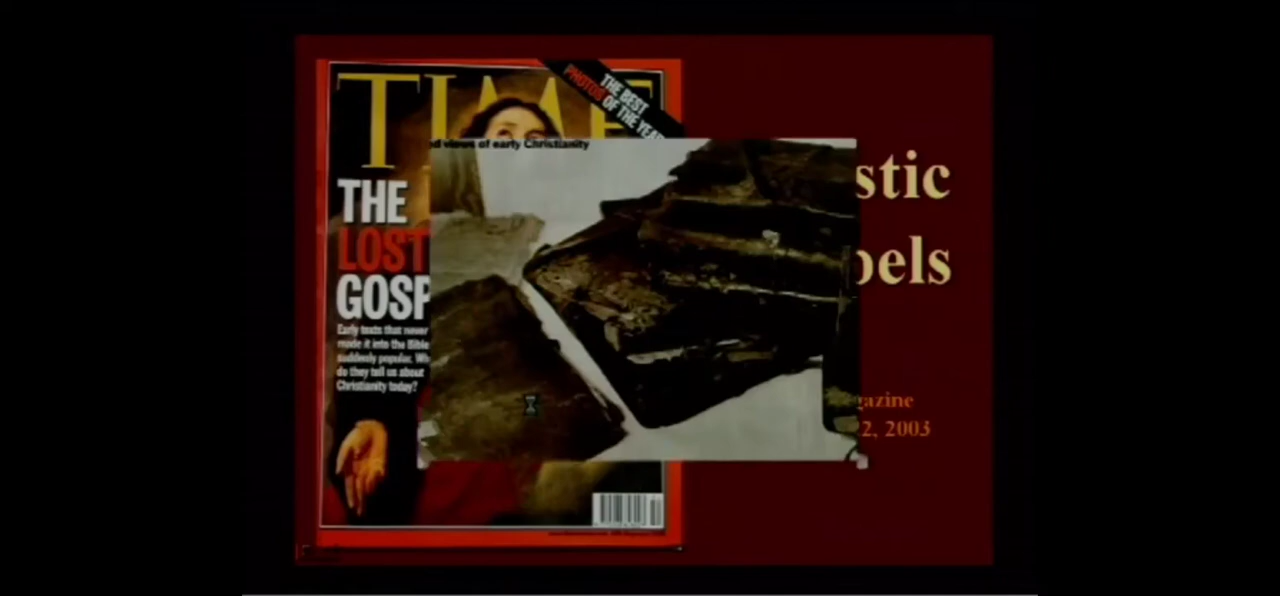 TIME
THE BEST
PHOTOS OF THE YEAR
ed views of early Christianity
THE
LOST
GOSP
Early texts that never
made it into the Bible
suddenly popular. Wh
do they tell us about
Christianity today?
stic
pels
gazine
2, 2003